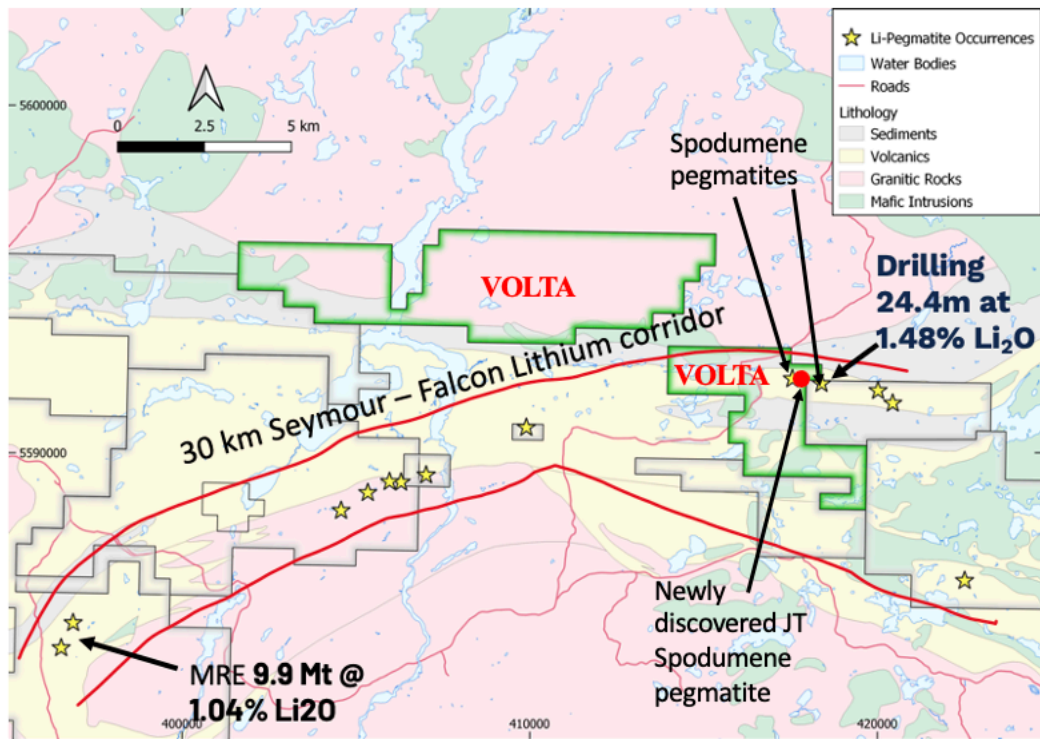 Li-Pegmatite Occurrences
Water Bodies
Roads
Lithology
Sediments
Volcanics
Granitic Rocks
Mafic Intrusions
5600000
0
2.5
5 km
Spodumene
pegmatites
VOLTA
Drilling
24.4m at
1.48% Li₂O
VOLTA
30 km Seymour – Falcon Lithium corridor
5590000
Newly
discovered JT
Spodumene
pegmatite
MRE 9.9 Mt @
1.04% Li2O
400000
410000
420000